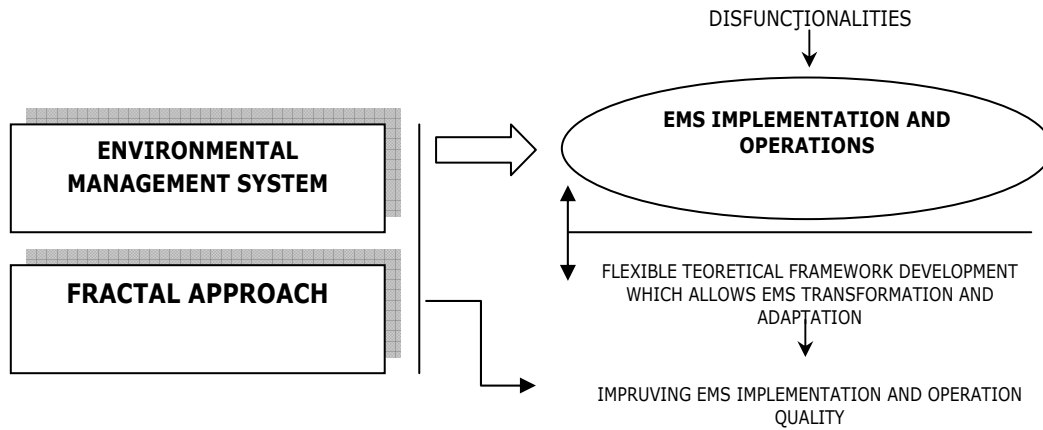 DISFUNCTIONALITIES
EMS IMPLEMENTATION AND
OPERATIONS
ENVIRONMENTAL
MANAGEMENT SYSTEM
FRACTAL APPROACH
FLEXIBLE TEORETICAL FRAMEWORK DEVELOPMENT
WHICH ALLOWS EMS TRANSFORMATION AND
ADAPTATION
IMPRUVING EMS IMPLEMENTATION AND OPERATION
QUALITY